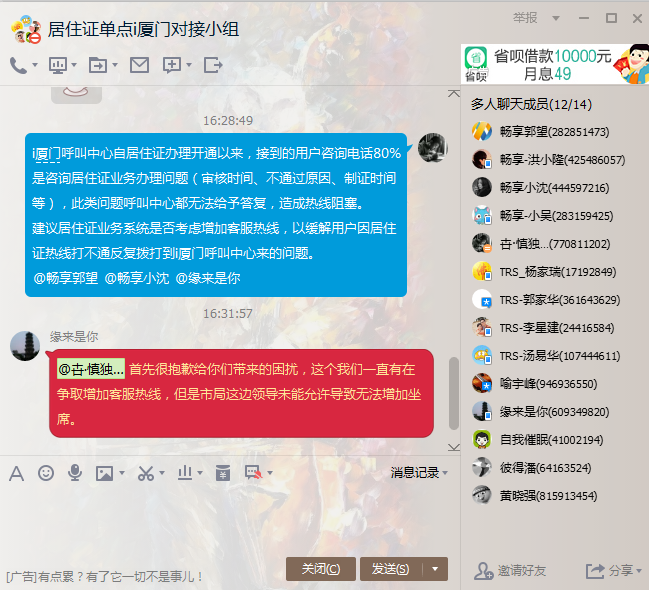 居住证单点i厦门对接小组
举报
省呗借款10000元
月息49
省呗
16:28:49
i厦门呼叫中心自居住证办理开通以来，接到的用户咨询电话80%
是咨询居住证业务办理问题（审核时间、不通过原因、制证时间
等），此类问题呼叫中心都无法给予答复，造成热线阻塞。
建议居住证业务系统是否考虑增加客服热线，以缓解用户因居住
证热线打不通反复拨打到i厦门呼叫中心来的问题。
@畅享郭望 @畅享小沈 @缘来是你
16:31:57
缘来是你
@卋·慎独... 首先很抱歉给你们带来的困扰，这个我们一直有在
争取增加客服热线，但是市局这边领导未能允许导致无法增加坐
席。
消息记录
[广告]有点累？有了它一切不是事儿！
关闭(C)
发送(S)
多人聊天成员(12/14)
畅享郭望(282851473)
畅享-洪小隆(425486057)
畅享小沈(444597216)
畅享-小吴(283159425)
卋·慎独...(770811202)
TRS_杨家瑞(17192849)
TRS-郭家华(361643629)
TRS-李星建(24416584)
TRS-汤易华(107444611)
喻宇峰(946936550)
缘来是你(609349820)
自我催眠(41002194)
彼得潘(64163524)
黄晓强(815913454)
邀请好友
分享